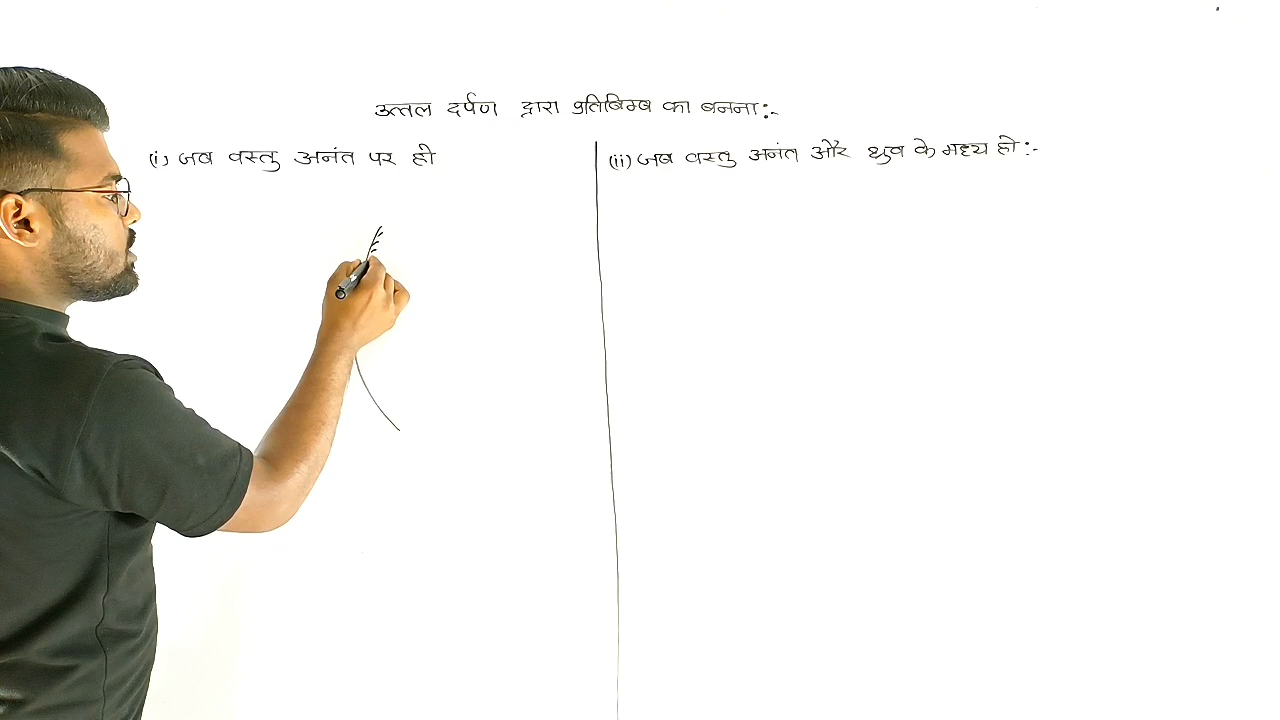 उत्तल दर्पण द्वारा प्रतिबिम्ब का बनना:-
(i) जब वस्तु अनंत पर हो
(ii) जब वस्तु अनंत और ध्रुव के मध्य हो:-